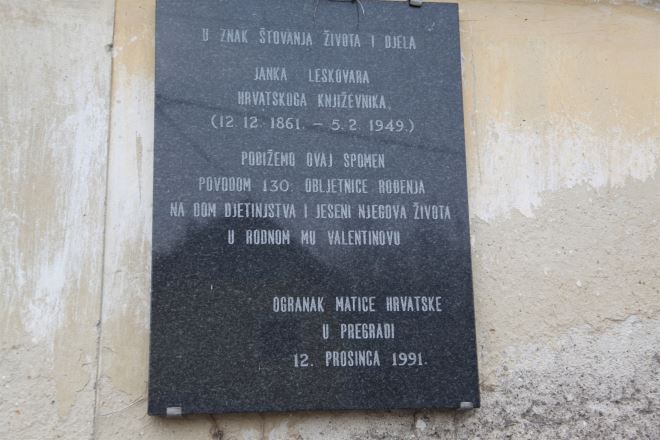 U ZNAK ŠTOVANJA ŽIVOTA I DJELA
JANKA LESKOVARA
HRVATSKOGA KNJIŽEVNIKA,
(12. 12. 1861. – 5. 2. 1949.)
PODIŽEMO OVAJ SPOMEN
POVODOM 130. OBLJETNICE ROĐENJA
NA DOM DJETINJSTVA I JESENI NJEGOVA ŽIVOTA
U RODNOM MU VALENTINOVU
OGRANAK MATICE HRVATSKE
U PREGRADI
12. PROSINCA 1991.